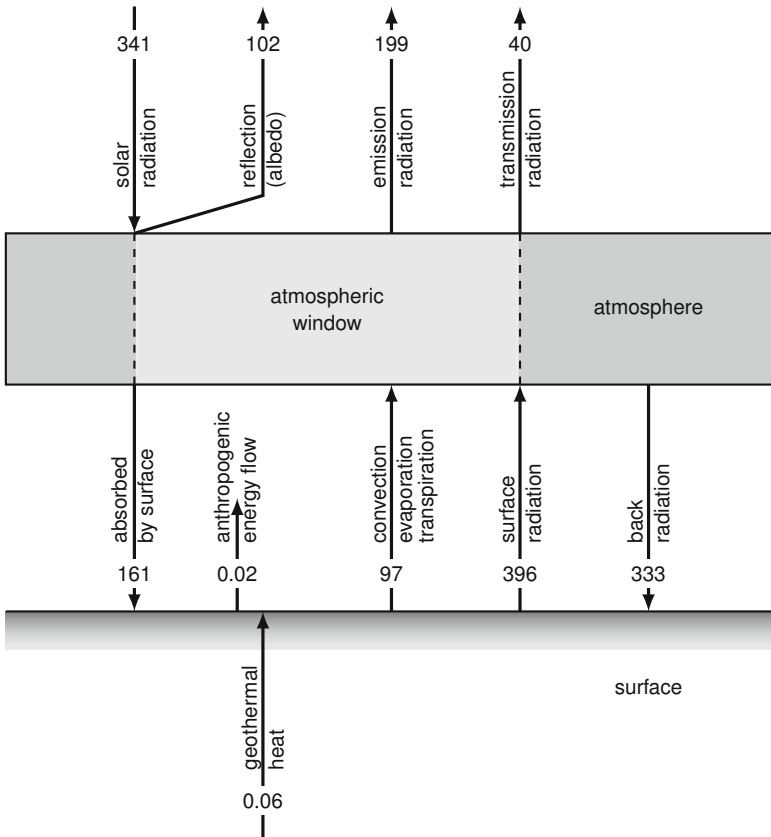 341
102
199
40
solar
radiation
reflection
(albedo)
emission
radiation
transmission
radiation
atmospheric
window
atmosphere
absorbed
by surface
anthropogenic
energy flow
convection
evaporation
transpiration
surface
radiation
back
radiation
161
0.02
97
396
333
geothermal
heat
surface
0.06